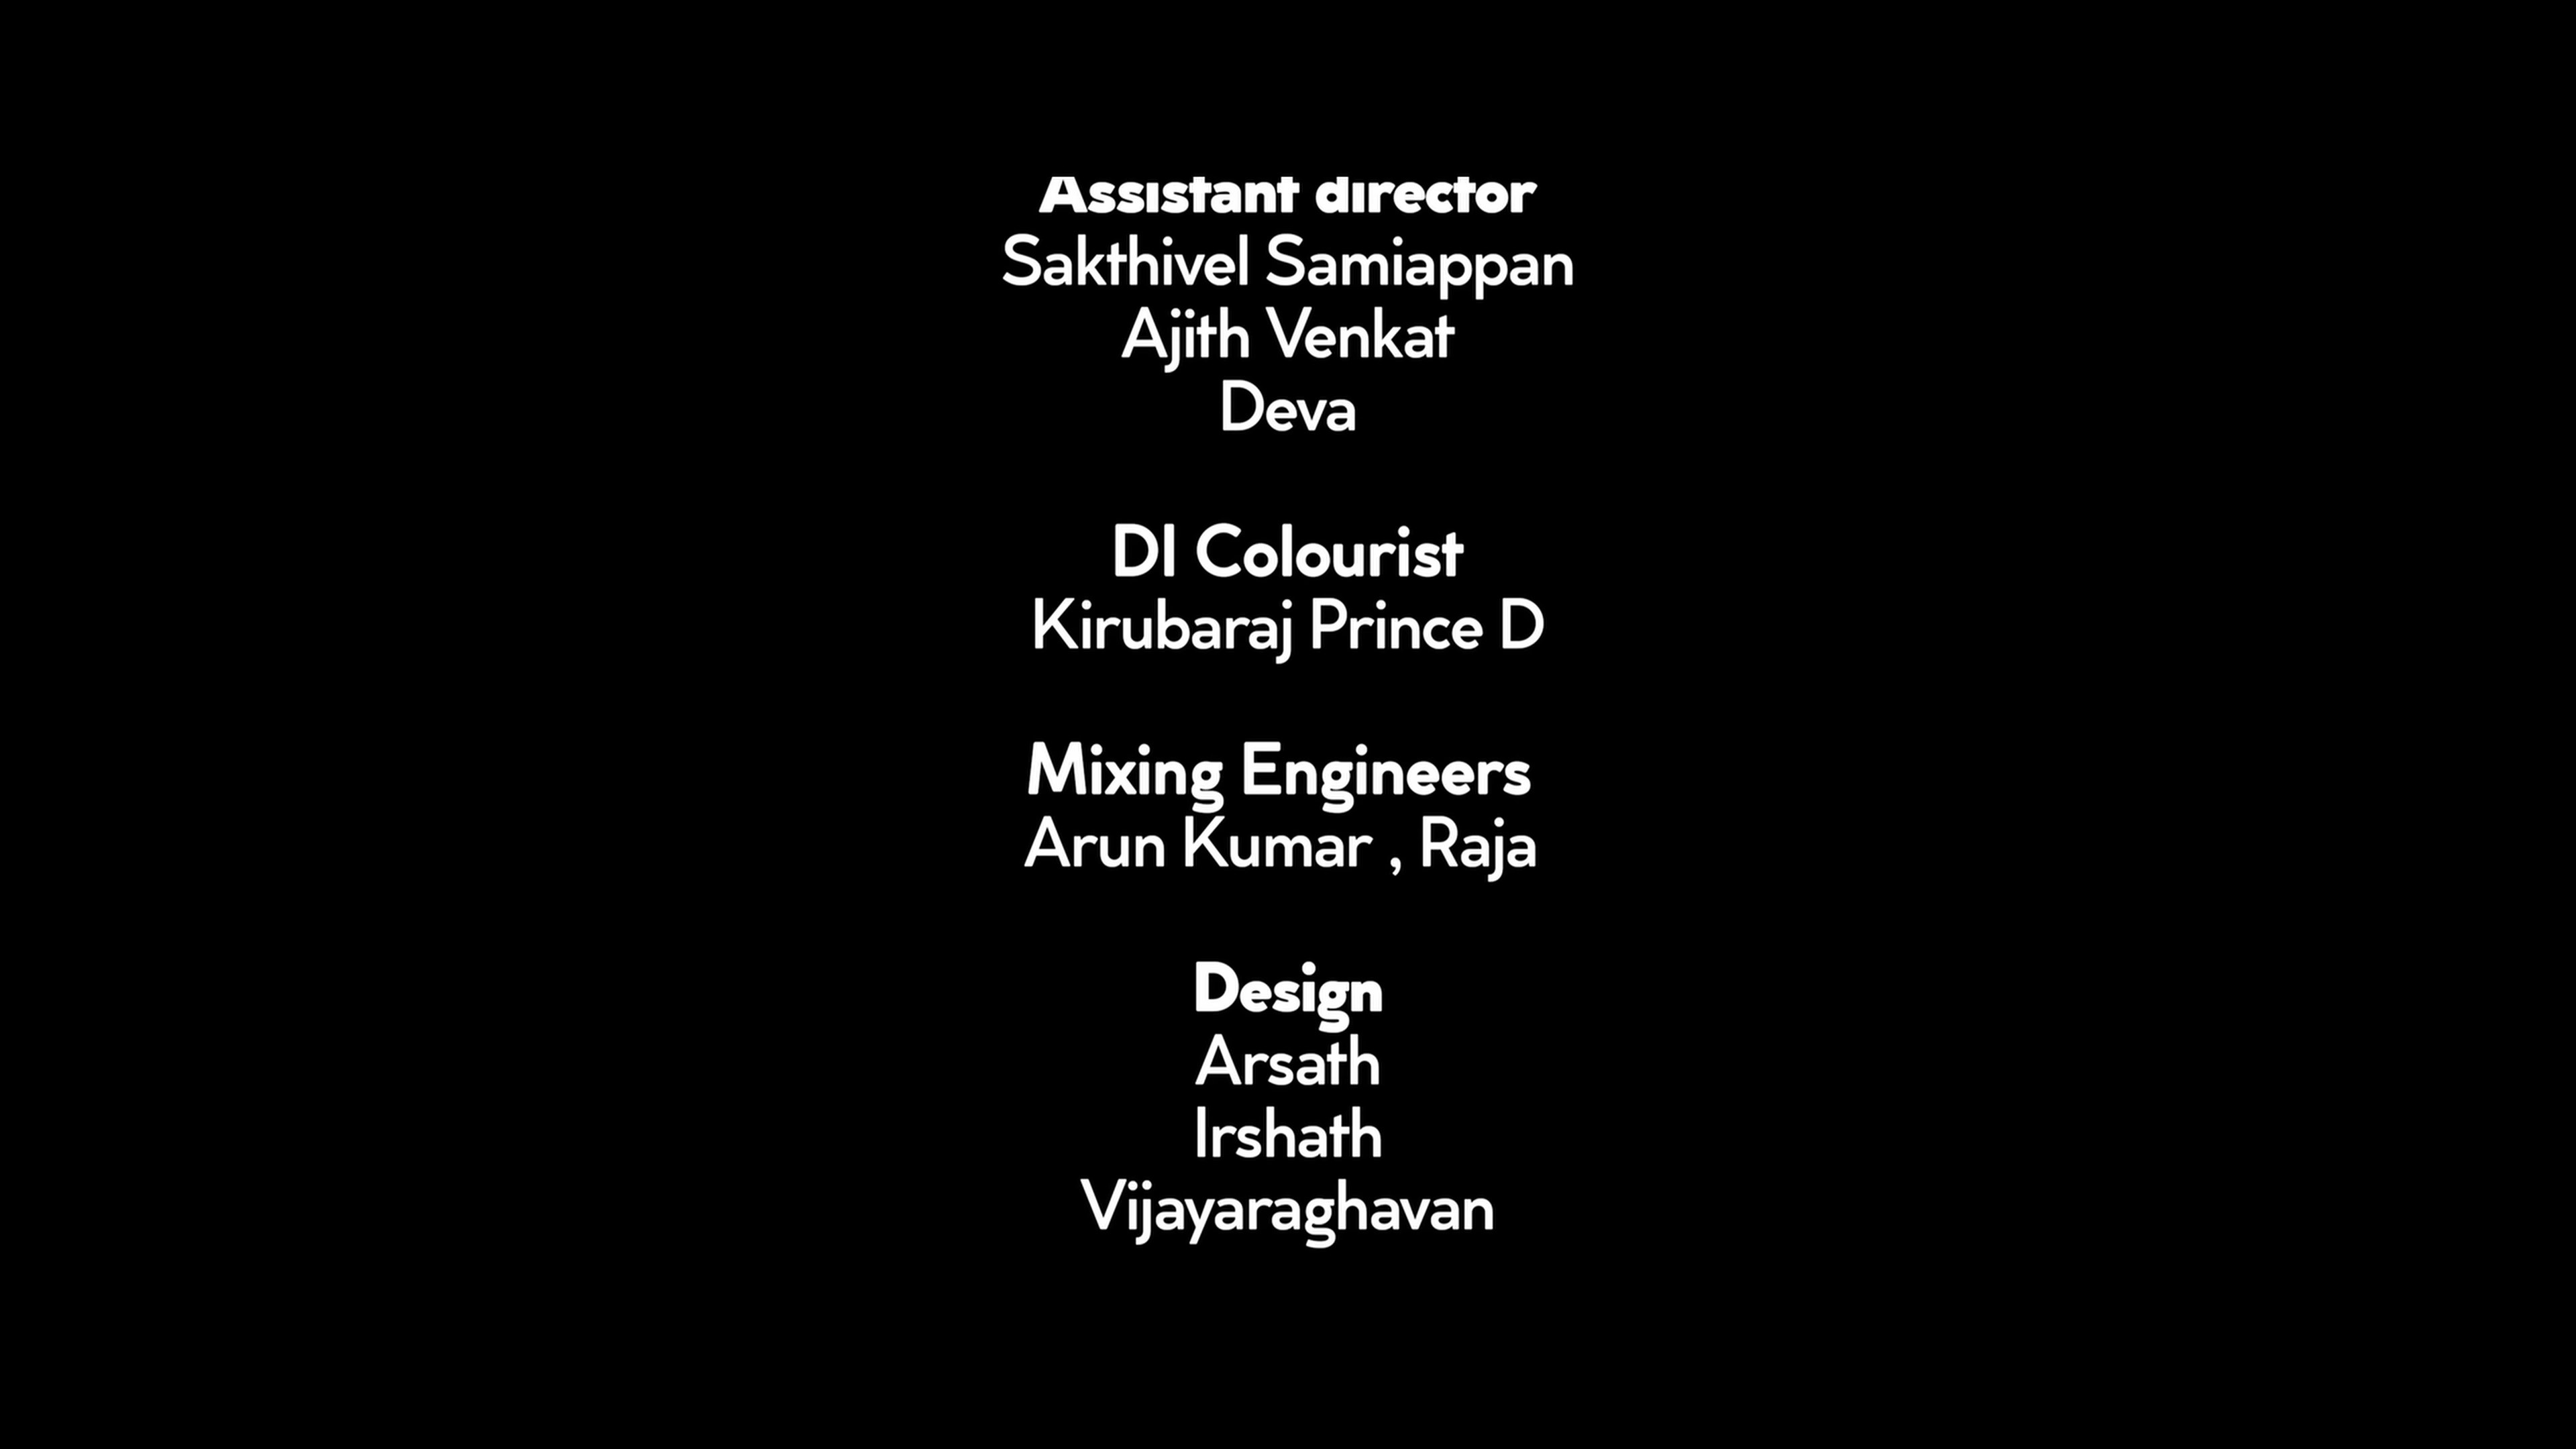 Assistant director
Sakthivel Samiappan
Ajith Venkat
Deva
DI Colourist
Kirubaraj Prince D
Mixing Engineers
Arun Kumar , Raja
Design
Arsath
Irshath
Vijayaraghavan